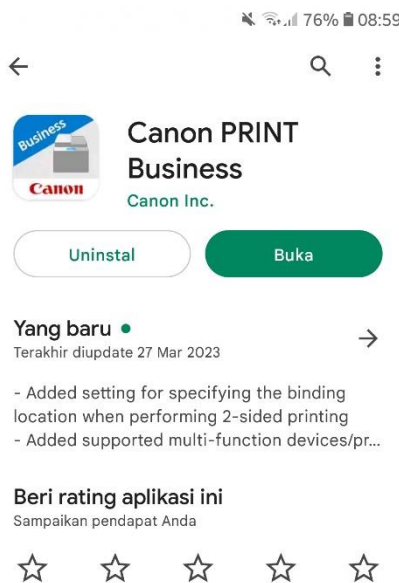 76% 08:59
Business
Canon
Canon PRINT
Business
Canon Inc.
Uninstal
Buka
Yang baru
Terakhir diupdate 27 Mar 2023
- Added setting for specifying the binding
location when performing 2-sided printing
- Added supported multi-function devices/pr...
Beri rating aplikasi ini
Sampaikan pendapat Anda